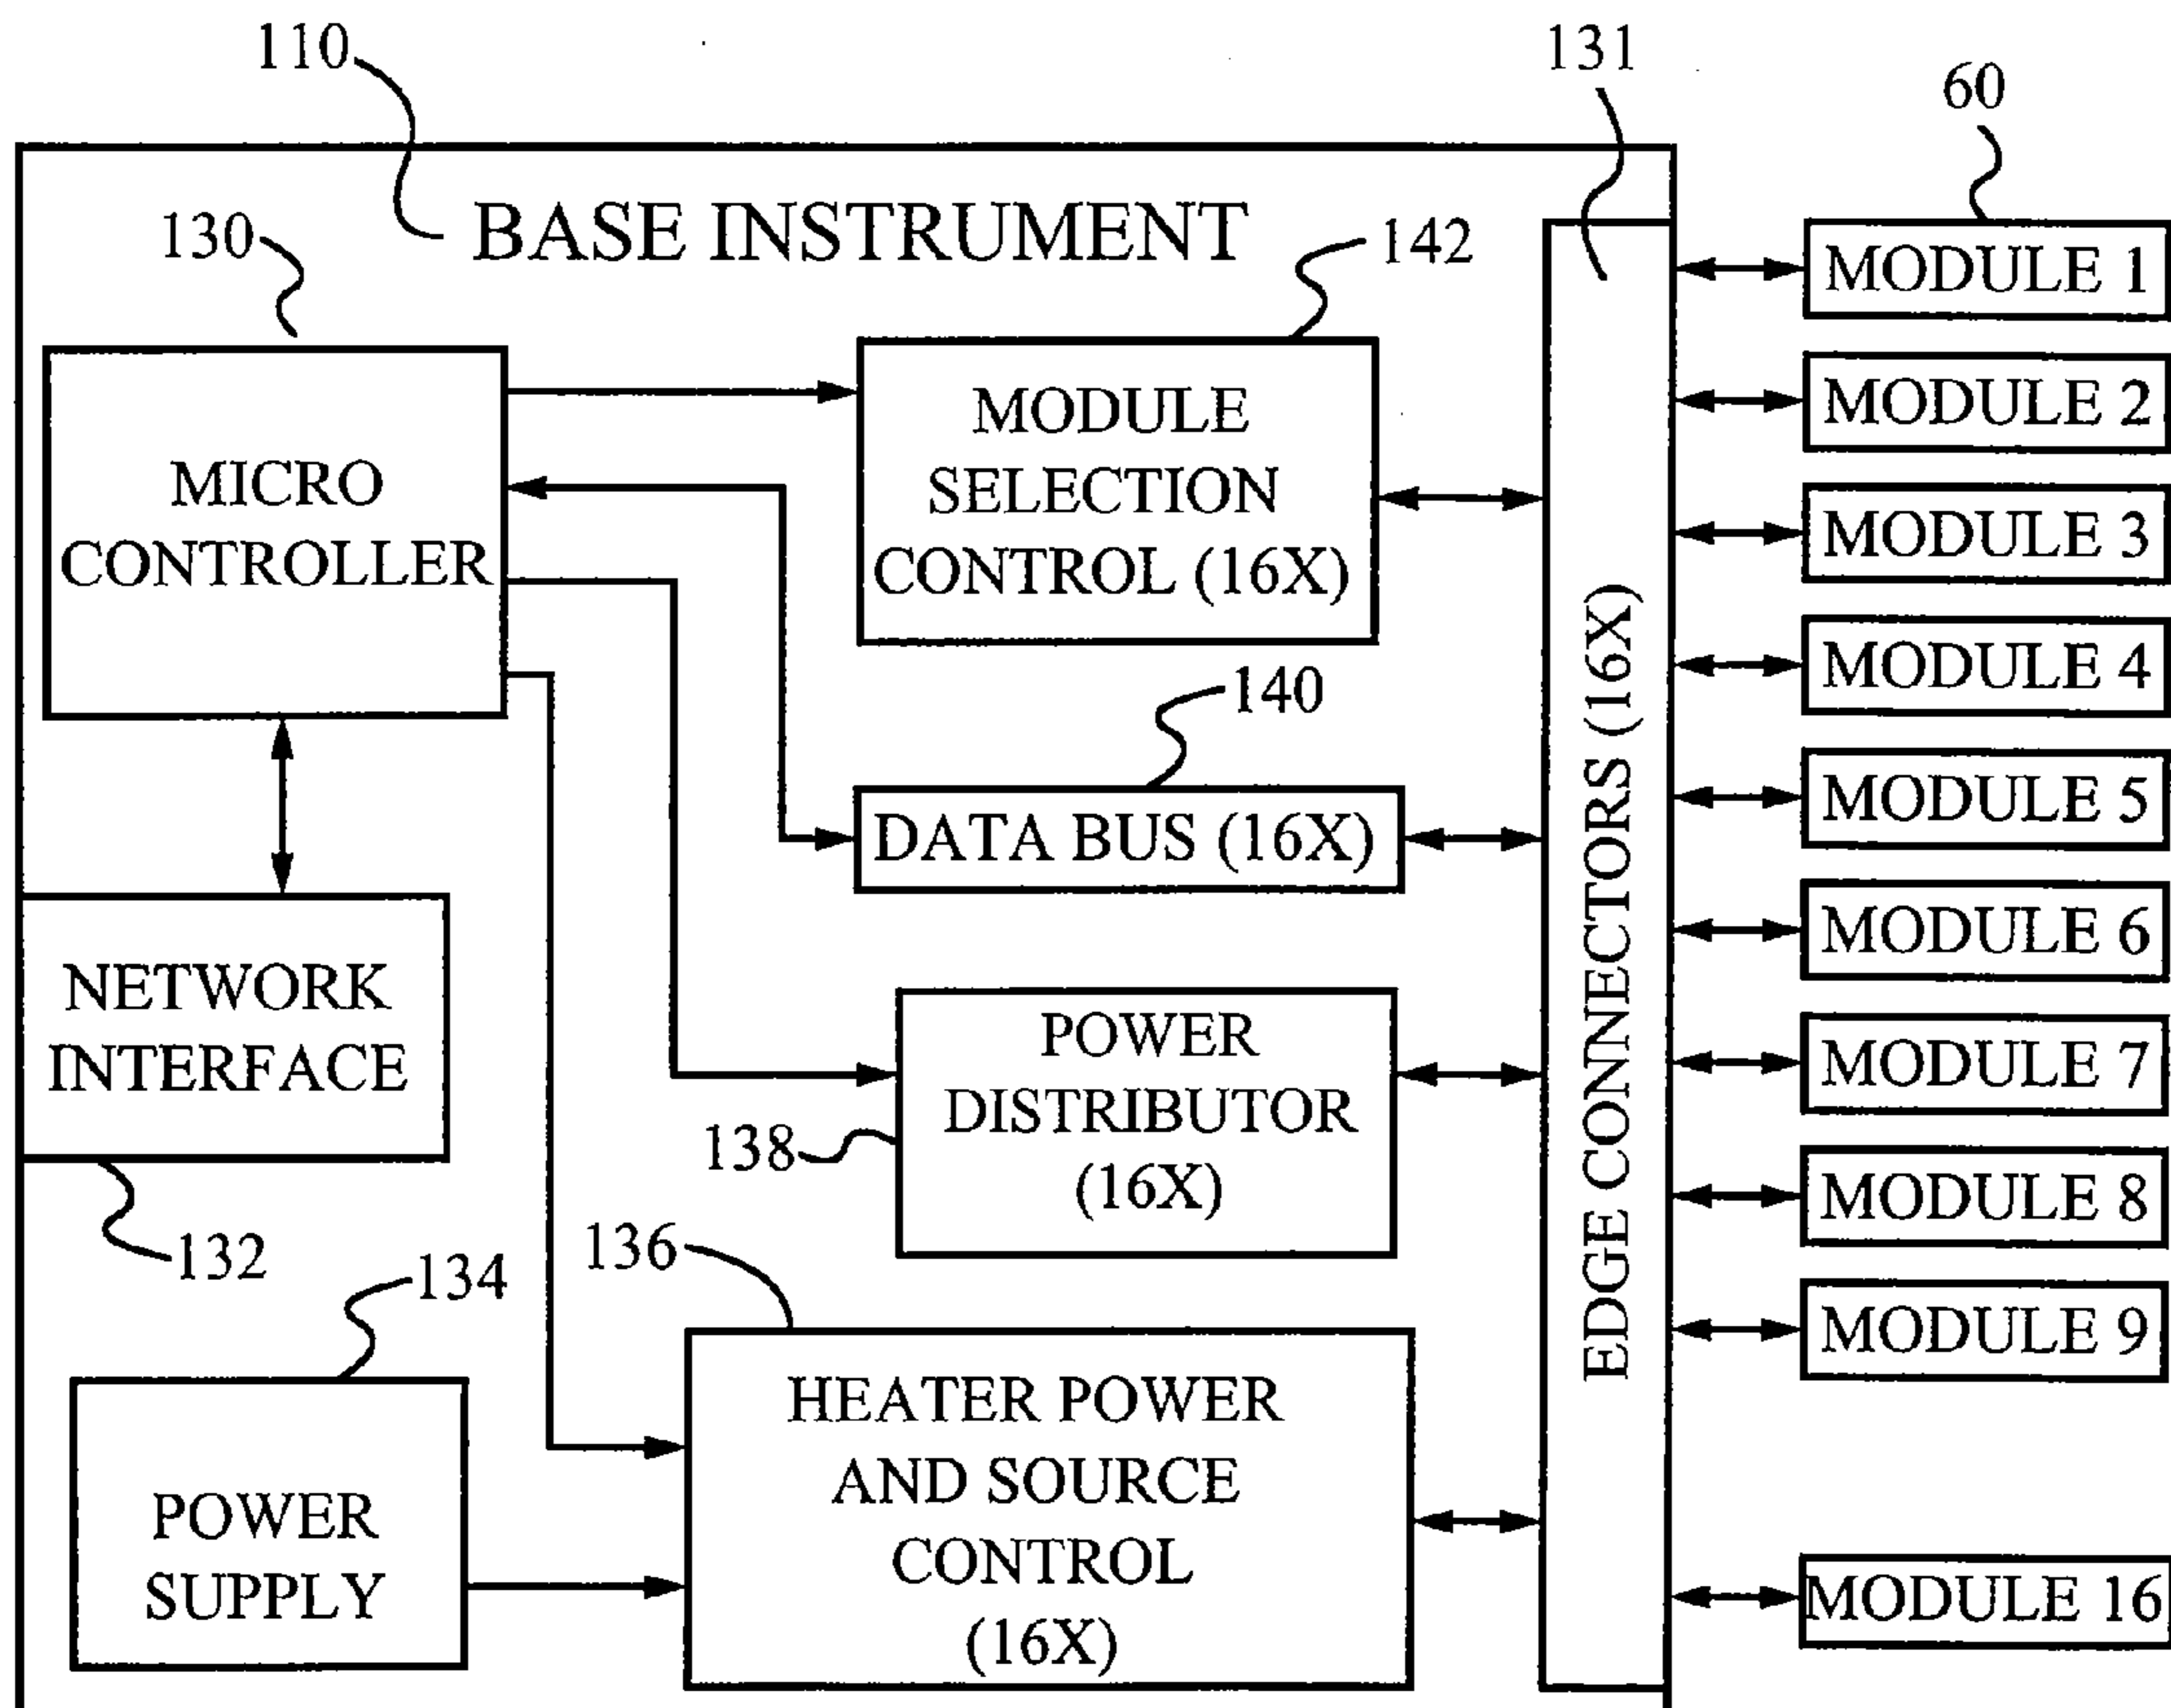 110
131
60
BASE INSTRUMENT
130
142
MICRO
CONTROLLER
MODULE
SELECTION
CONTROL (16X)
140
DATA BUS (16X)
NETWORK
INTERFACE
132
POWER
DISTRIBUTOR
(16X)
138
134
POWER
SUPPLY
136
HEATER POWER
AND SOURCE
CONTROL
(16X)
EDGE CONNECTORS (16X)
MODULE 1
MODULE 2
MODULE 3
MODULE 4
MODULE 5
MODULE 6
MODULE 7
MODULE 8
MODULE 9
MODULE 16